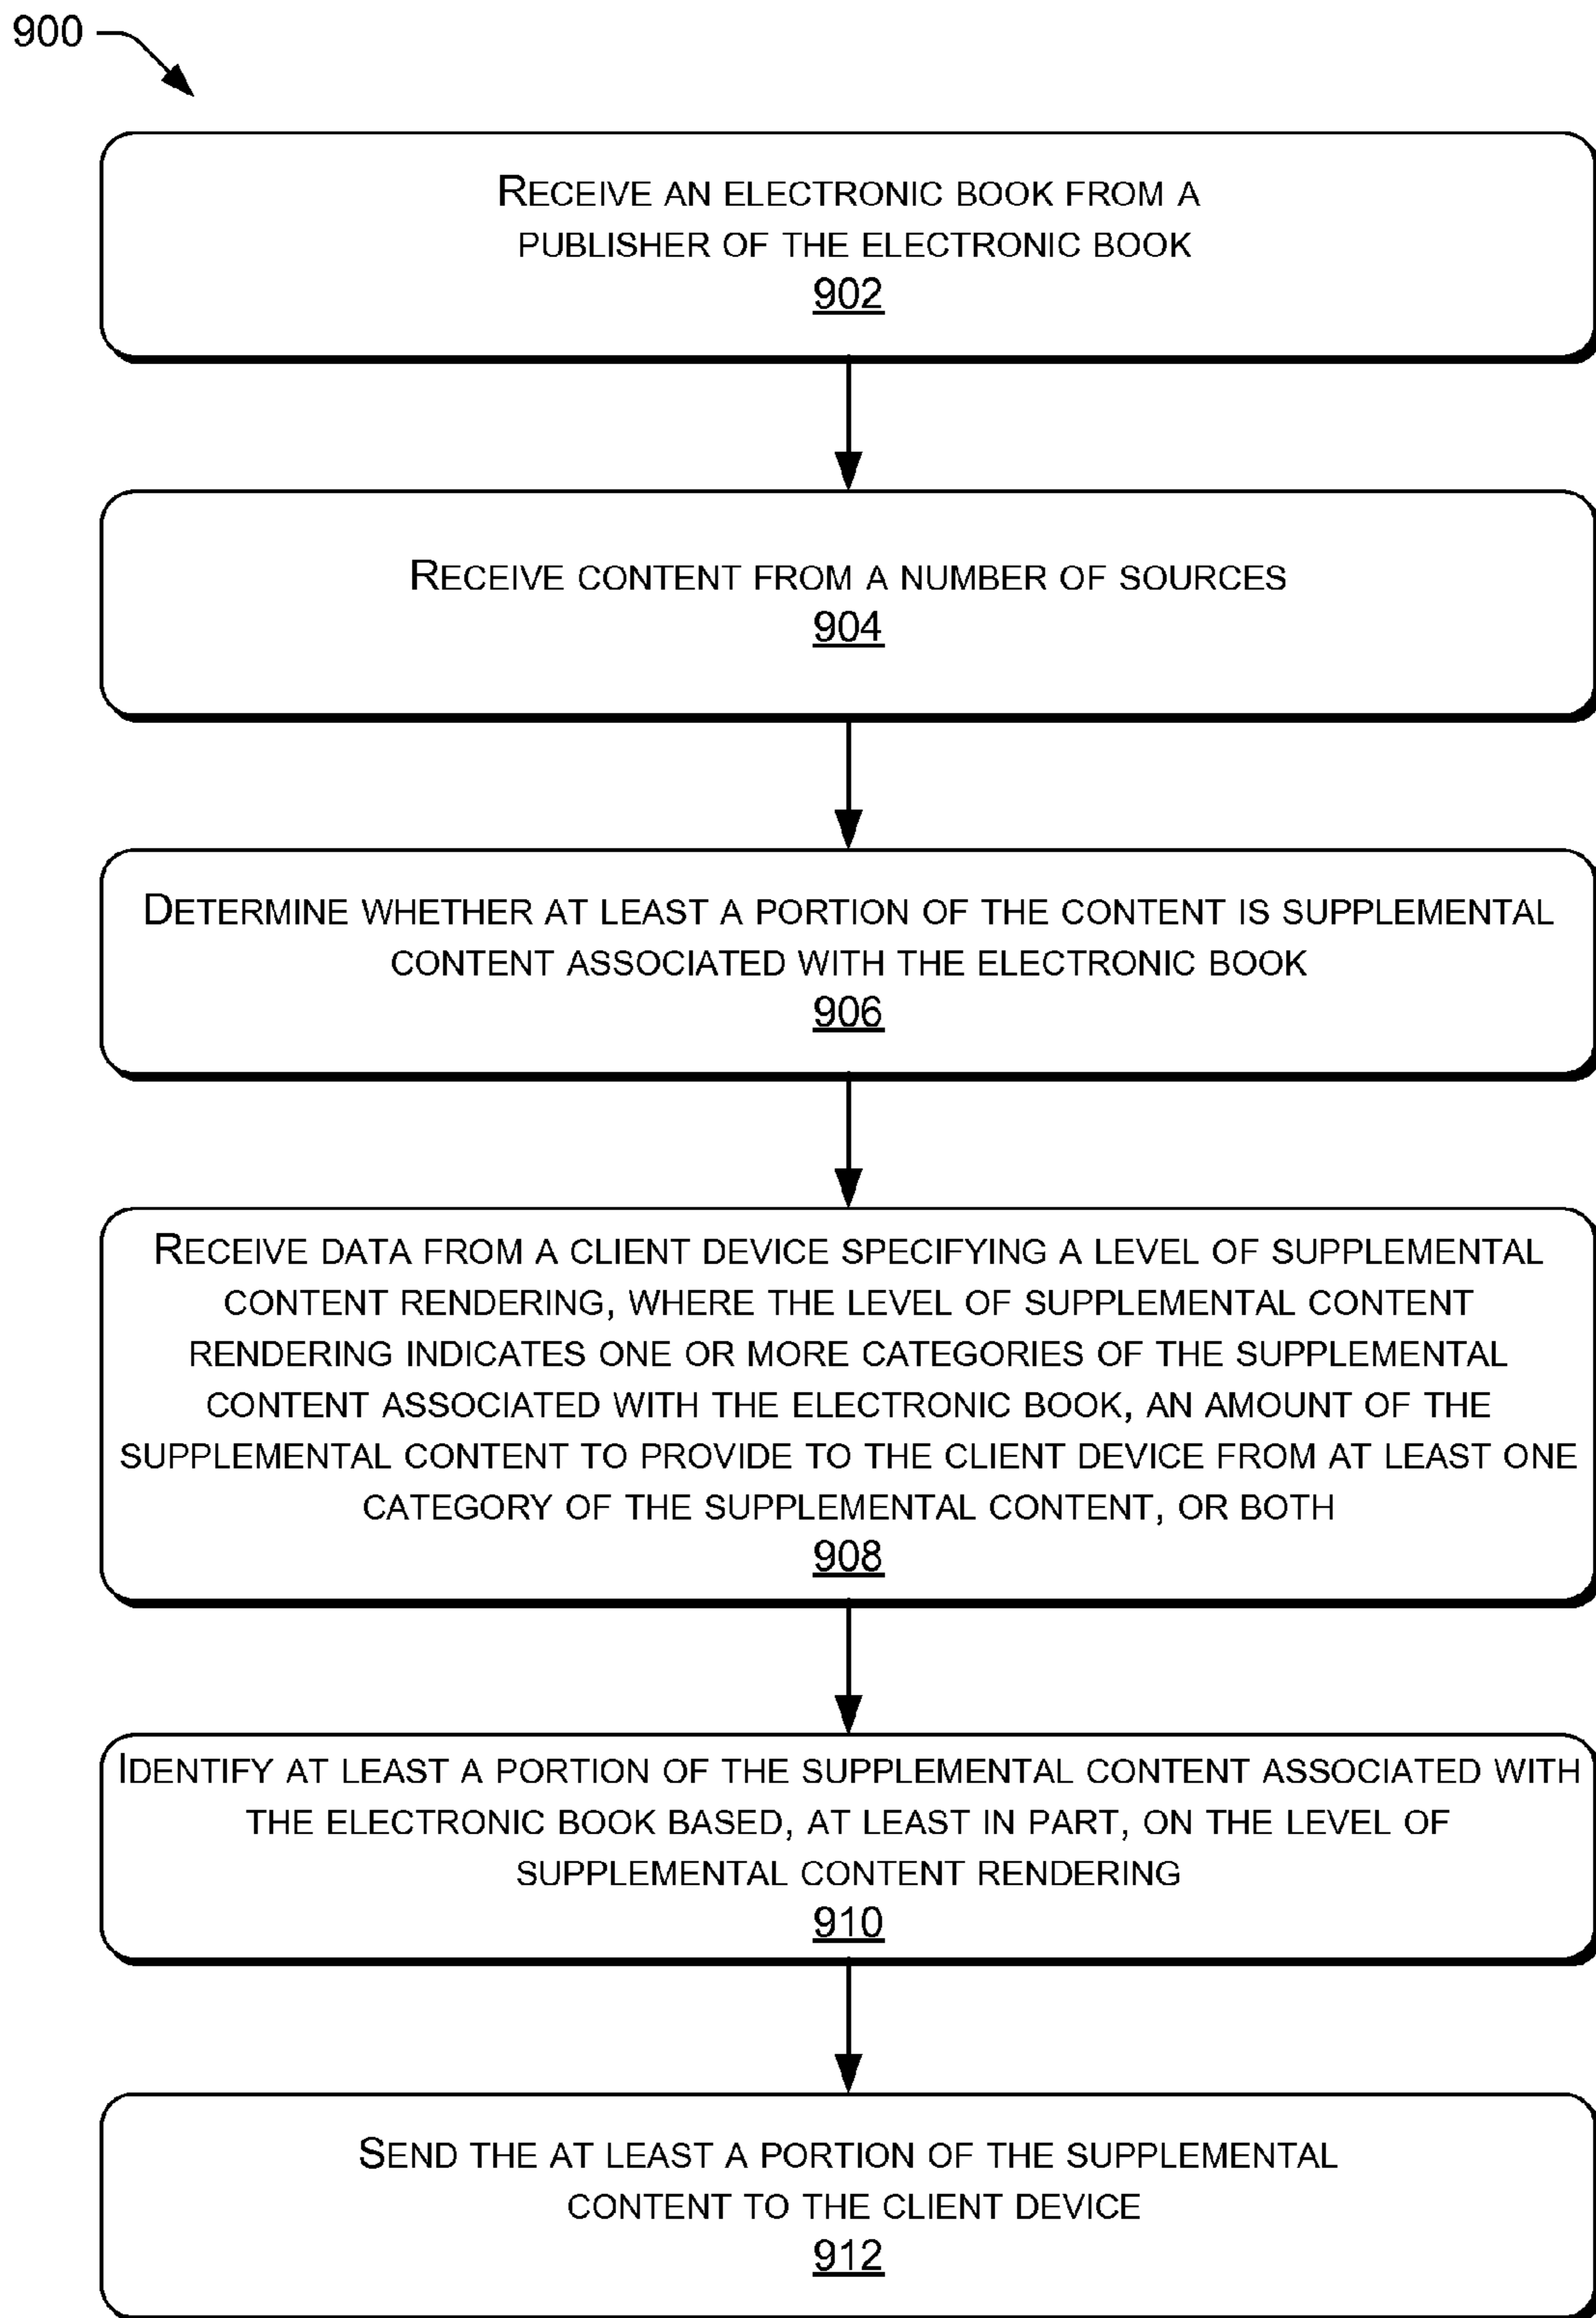 900
RECEIVE AN ELECTRONIC BOOK FROM A
PUBLISHER OF THE ELECTRONIC BOOK
902
RECEIVE CONTENT FROM A NUMBER OF SOURCES
904
DETERMINE WHETHER AT LEAST A PORTION OF THE CONTENT IS SUPPLEMENTAL
CONTENT ASSOCIATED WITH THE ELECTRONIC BOOK
906
RECEIVE DATA FROM A CLIENT DEVICE SPECIFYING A LEVEL OF SUPPLEMENTAL
CONTENT RENDERING, WHERE THE LEVEL OF SUPPLEMENTAL CONTENT
RENDERING INDICATES ONE OR MORE CATEGORIES OF THE SUPPLEMENTAL
CONTENT ASSOCIATED WITH THE ELECTRONIC BOOK, AN AMOUNT OF THE
SUPPLEMENTAL CONTENT TO PROVIDE TO THE CLIENT DEVICE FROM AT LEAST ONE
CATEGORY OF THE SUPPLEMENTAL CONTENT, OR BOTH
908
IDENTIFY AT LEAST A PORTION OF THE SUPPLEMENTAL CONTENT ASSOCIATED WITH
THE ELECTRONIC BOOK BASED, AT LEAST IN PART, ON THE LEVEL OF
SUPPLEMENTAL CONTENT RENDERING
910
SEND THE AT LEAST A PORTION OF THE SUPPLEMENTAL
CONTENT TO THE CLIENT DEVICE
912